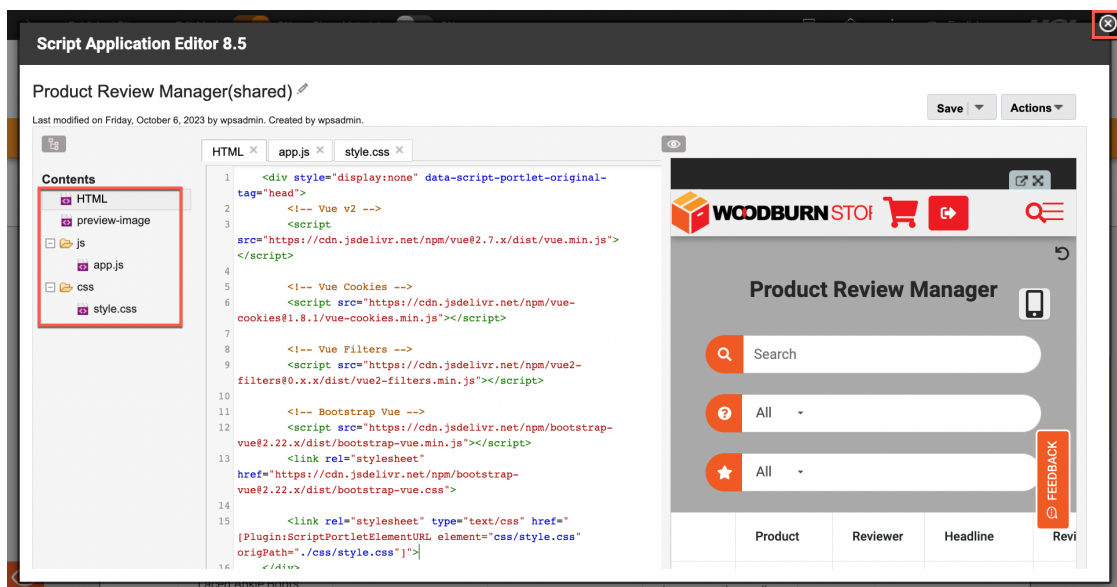 Script Application Editor 8.5
Product Review Manager(shared)
Last modified on Friday, October 6, 2023 by wpsadmin. Created by wpsadmin.
Save
Actions
Contents
HTML
preview-image
js
app.js
css
style.css
HTML
app.js
style.css
1 <div style="display:none" data-script-portlet-original-
tag="head">
2 <!-- Vue v2 -->
3 <script
src="https://cdn.jsdelivr.net/npm/vue@2.7.x/dist/vue.min.js">
</script>
4
5 <!-- Vue Cookies -->
6 <script src="https://cdn.jsdelivr.net/npm/vue-
cookies@1.8.1/vue-cookies.min.js"></script>
7
8 <!-- Vue Filters -->
9 <script src="https://cdn.jsdelivr.net/npm/vue2-
filters@0.x.x/dist/vue2-filters.min.js"></script>
10
11 <!-- Bootstrap Vue -->
12 <script src="https://cdn.jsdelivr.net/npm/bootstrap-
vue@2.22.x/dist/bootstrap-vue.min.js"></script>
13 <link rel="stylesheet"
href="https://cdn.jsdelivr.net/npm/bootstrap-
vue@2.22.x/dist/bootstrap-vue.css">
14
15 <link rel="stylesheet" type="text/css" href="
[Plugin:ScriptPortletElementURL element="css/style.css"
origPath="./css/style.css"]">
16 </div>
WOODBURN STOR
Product Review Manager
Search
All
All
FEEDBACK
Product Reviewer Headline Revi